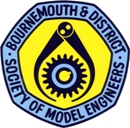 BOURNEMOUTH & DISTRICT
SOCIETY OF MODEL ENGINEERS